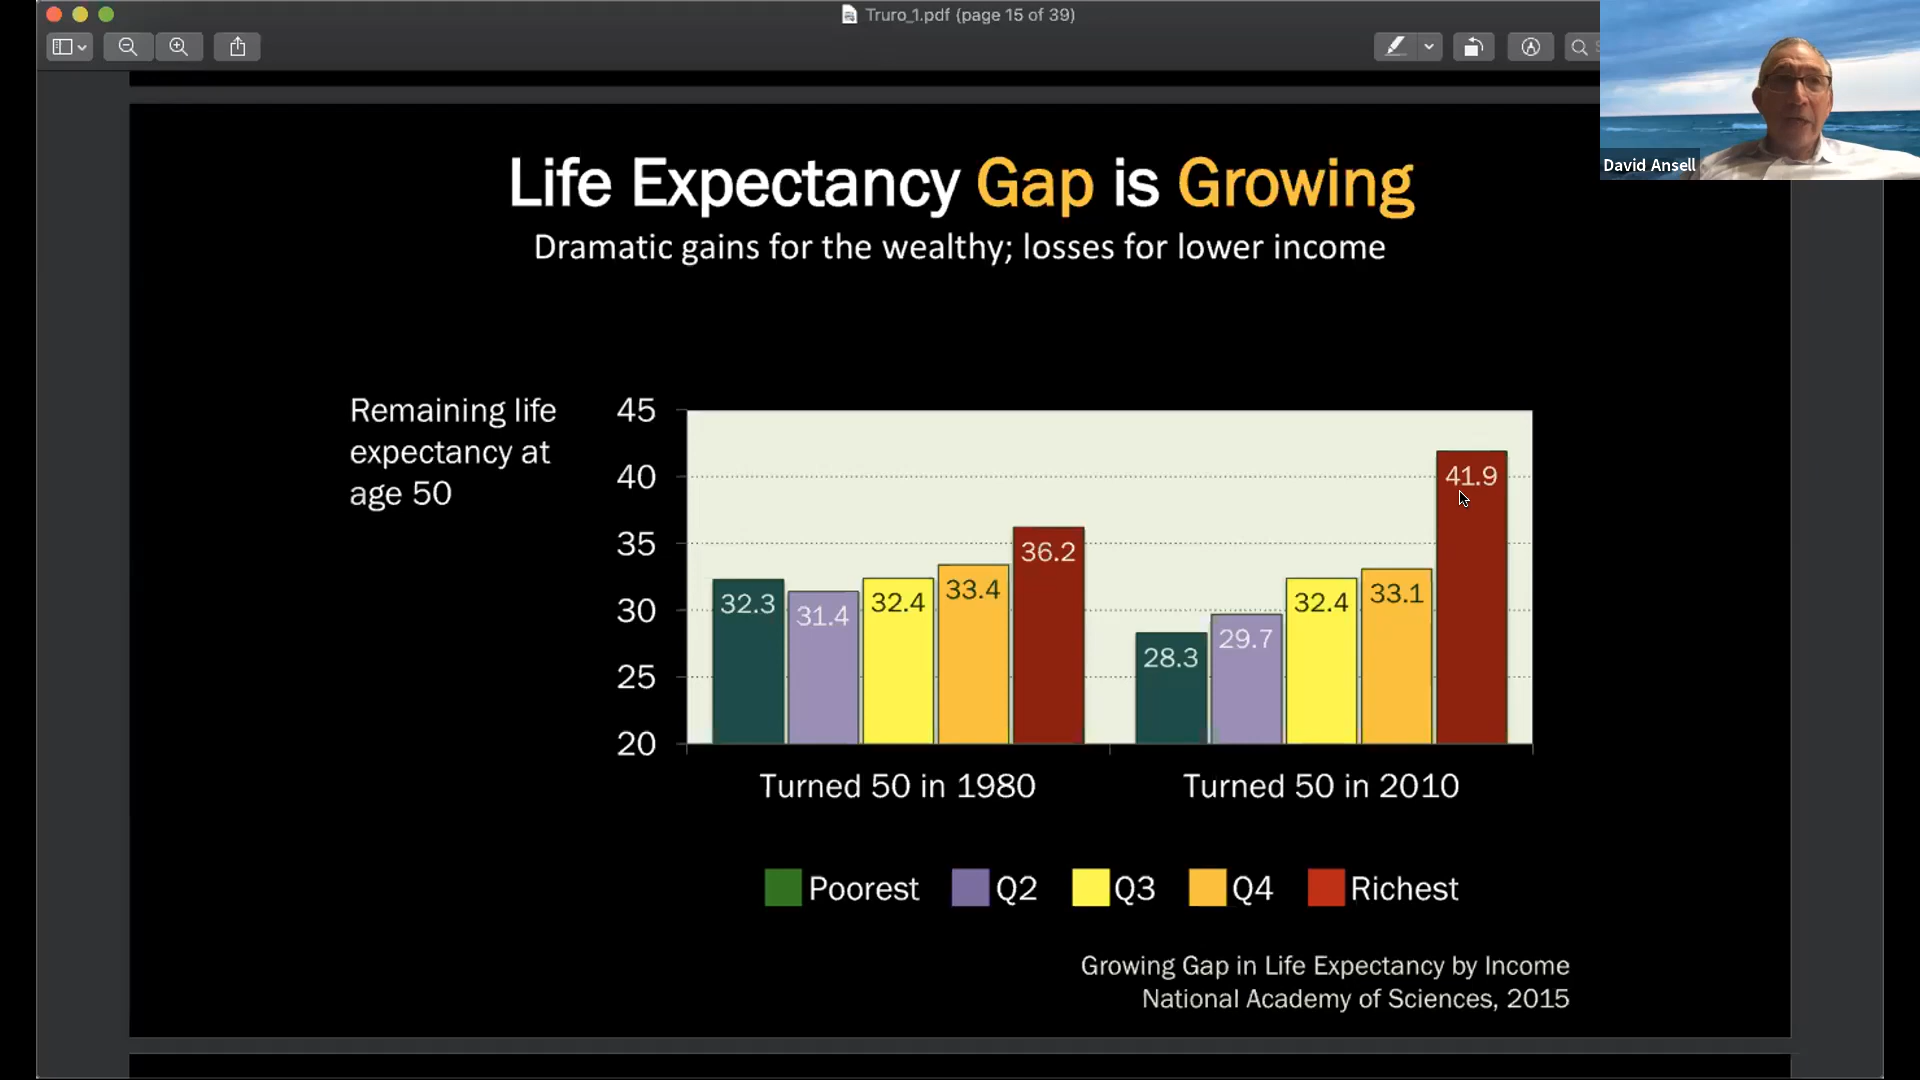 Truro_1.pdf (page 15 of 39)
David Ansell
Life Expectancy Gap is Growing
Dramatic gains for the wealthy; losses for lower income
Remaining life
expectancy at
age 50
45
40
35
30
25
20
32.3
31.4
32.4
33.4
36.2
28.3
29.7
32.4
33.1
41.9
Turned 50 in 1980
Turned 50 in 2010
Poorest Q2 Q3 Q4 Richest
Growing Gap in Life Expectancy by Income
National Academy of Sciences, 2015